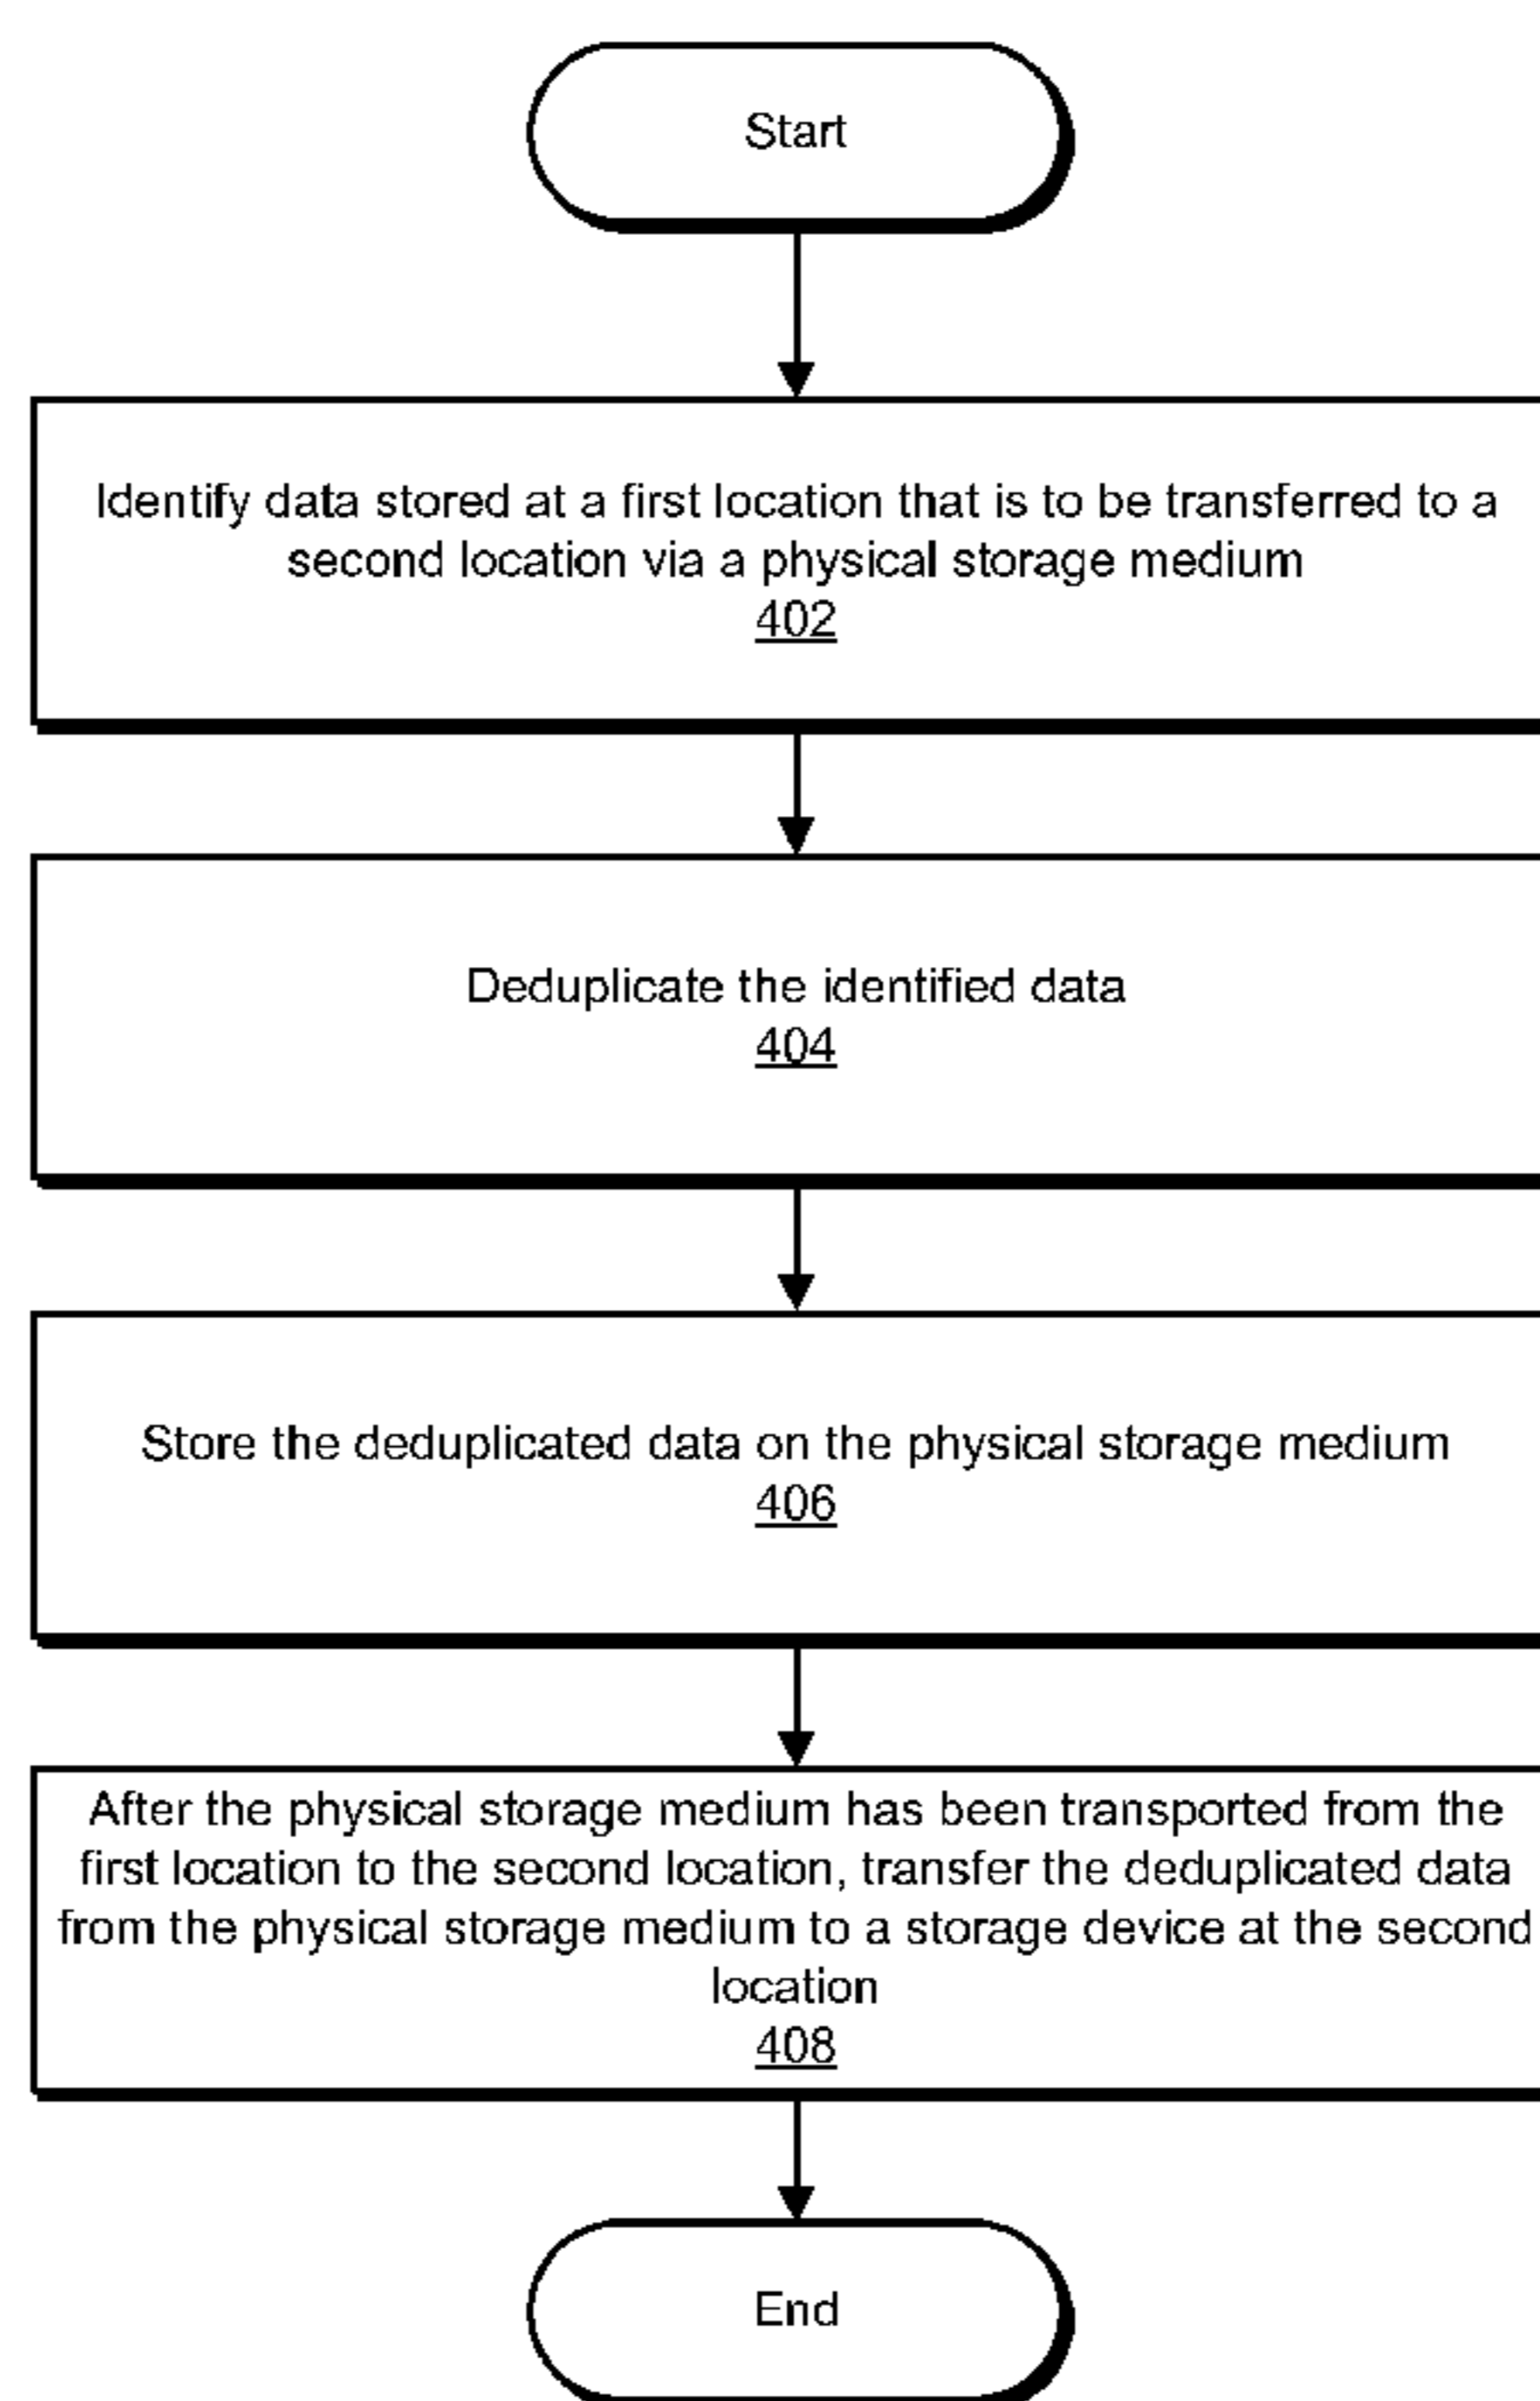 Start
Identify data stored at a first location that is to be transferred to a
second location via a physical storage medium
402
Deduplicate the identified data
404
Store the deduplicated data on the physical storage medium
406
After the physical storage medium has been transported from the
first location to the second location, transfer the deduplicated data
from the physical storage medium to a storage device at the second
location
408
End